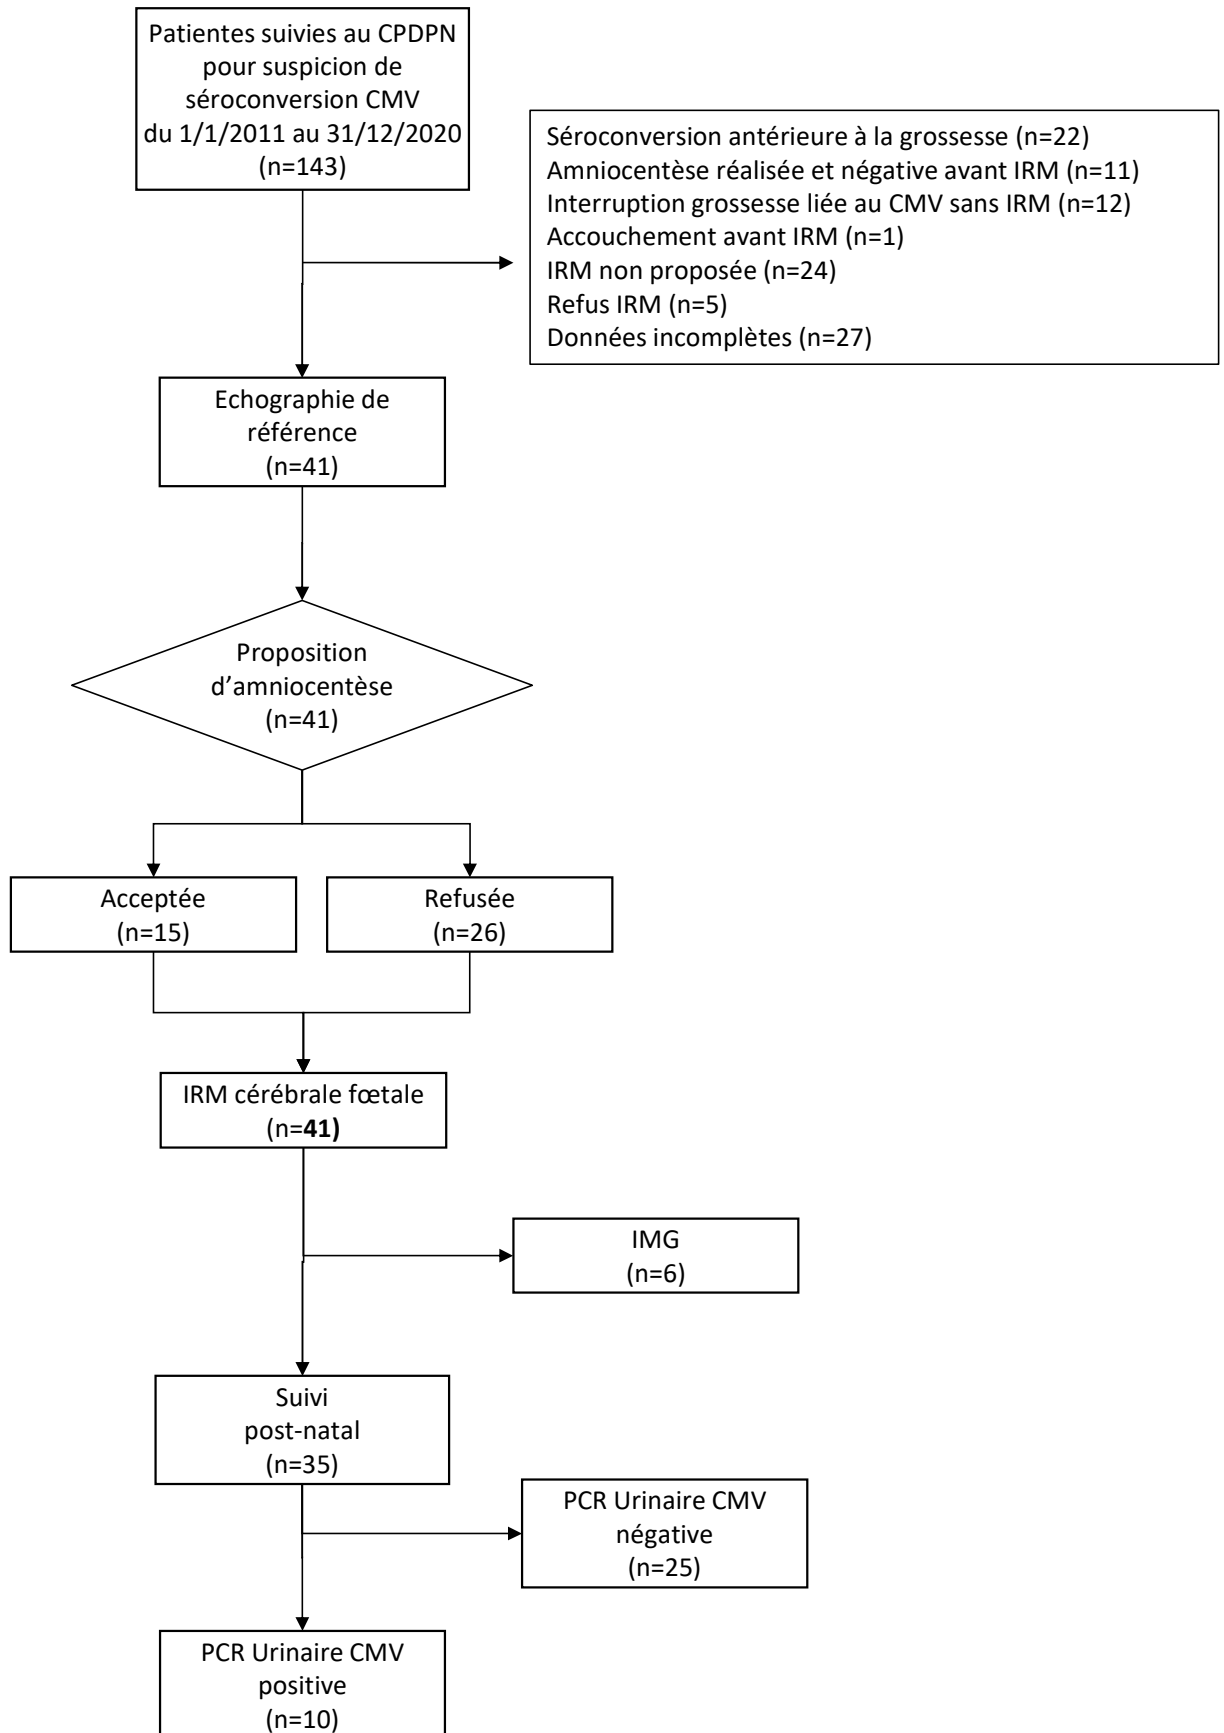 Patientes suivies au CPDPN
pour suspicion de
séroconversion CMV
du 1/1/2011 au 31/12/2020
(n=143)
Séroconversion antérieure à la grossesse (n=22)
Amniocentèse réalisée et négative avant IRM (n=11)
Interruption grossesse liée au CMV sans IRM (n=12)
Accouchement avant IRM (n=1)
IRM non proposée (n=24)
Refus IRM (n=5)
Données incomplètes (n=27)
Echographie de
référence
(n=41)
Proposition
d’amniocentèse
(n=41)
Acceptée
(n=15)
Refusée
(n=26)
IRM cérébrale fœtale
(n=41)
IMG
(n=6)
Suivi
post-natal
(n=35)
PCR Urinaire CMV
négative
(n=25)
PCR Urinaire CMV
positive
(n=10)